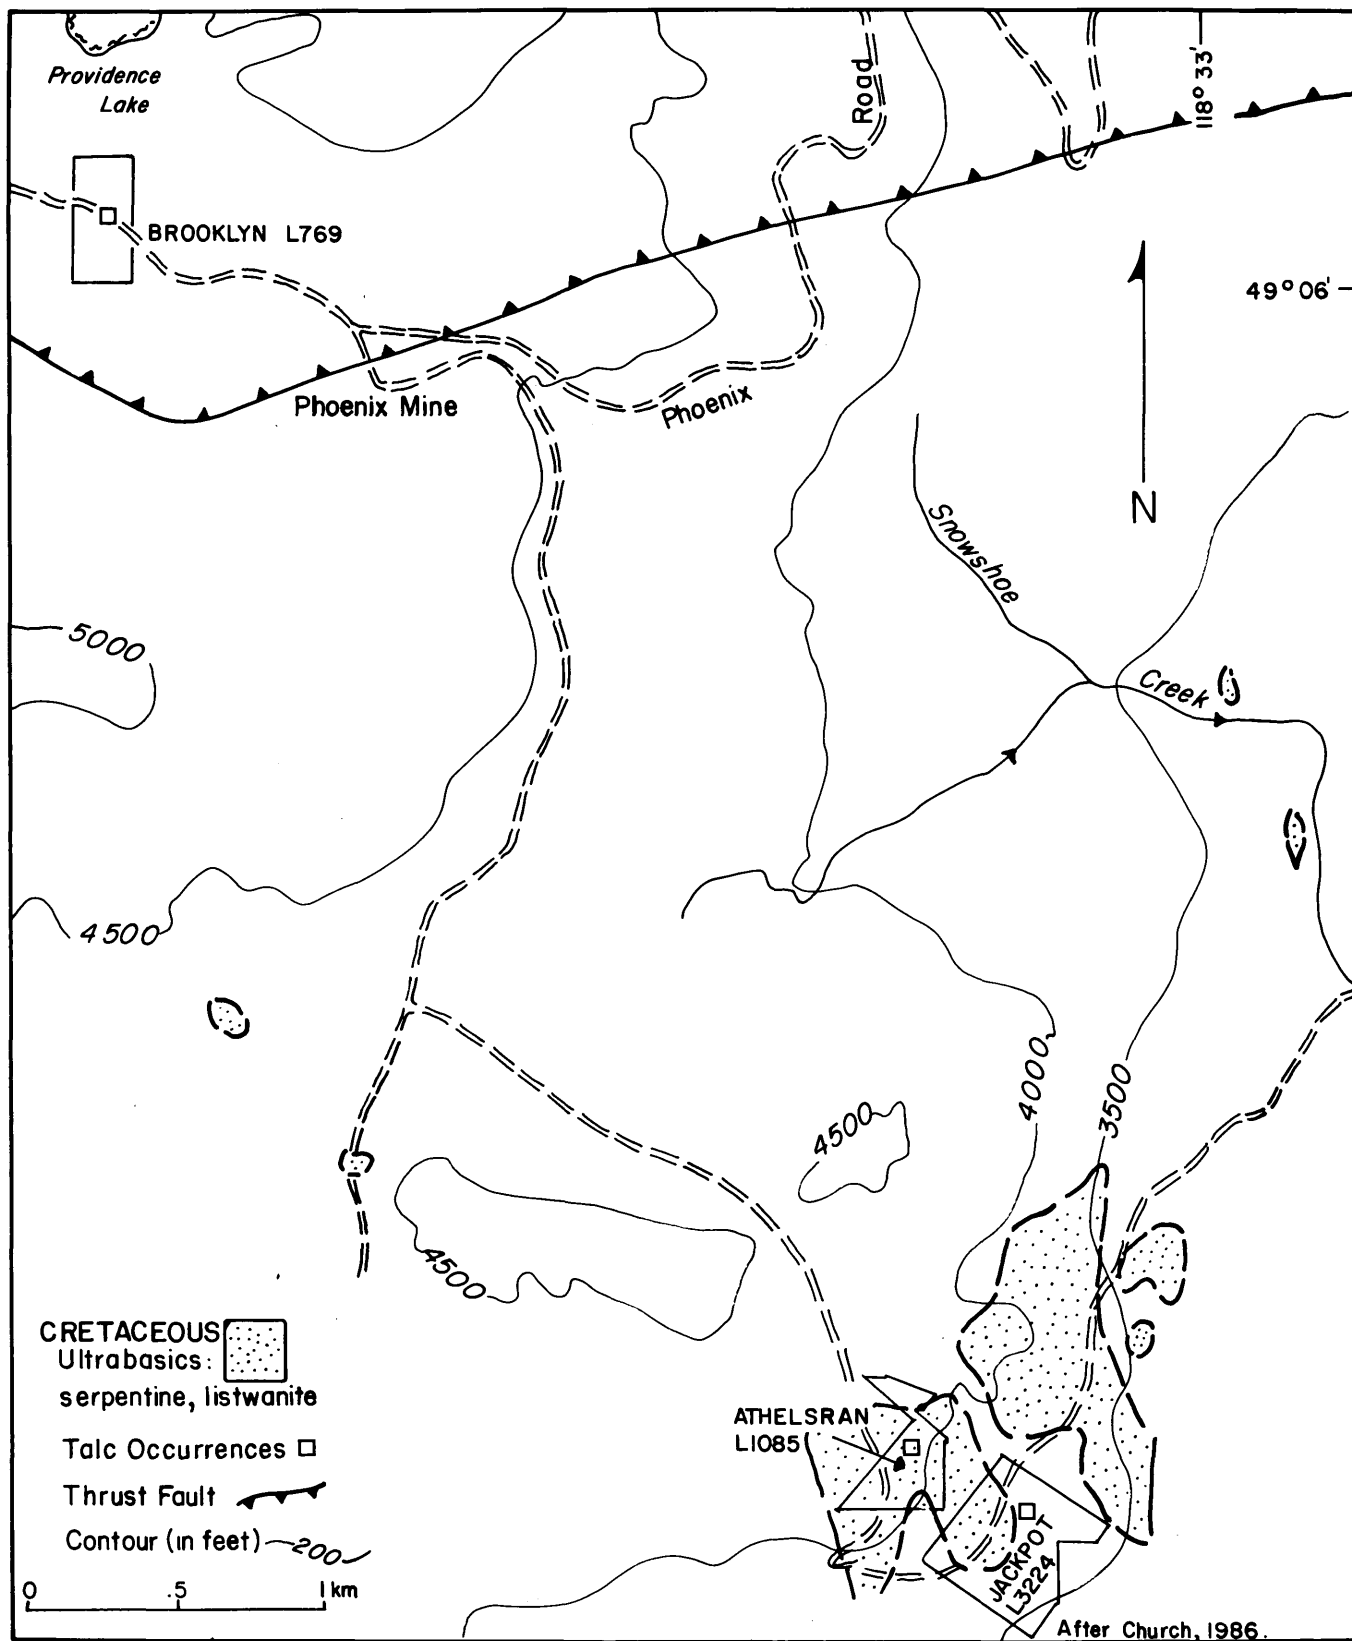 Providence
Lake
Road
118° 33'
BROOKLYN L769
49° 06'
Phoenix Mine
Phoenix
N
Snowshoe
Creek
5000
4500
4000
3500
4500
4500
CRETACEOUS
Ultrabasics:
serpentine, listwanite
Talc Occurrences
Thrust Fault
Contour (in feet) 200
0 .5 1 km
ATHELSRAN
L1085
JACKPOT
L3224
After Church, 1986.